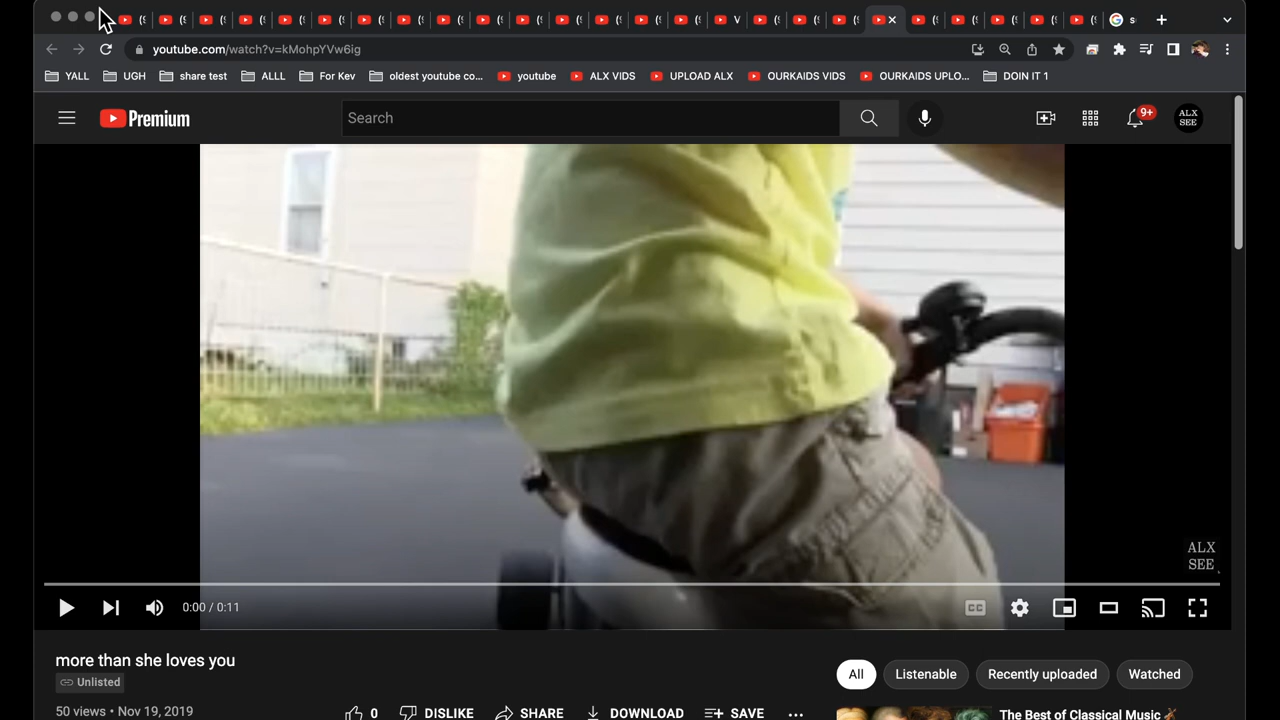 youtube.com/watch?v=kMohpYVw6ig
YALL UGH share test ALLL For Kev oldest youtube co... youtube ALX VIDS UPLOAD ALX OURKAIDS VIDS OURKAIDS UPLO... DOIN IT 1
Premium Search 9+ ALX SEE
ALX
SEE
0:00 / 0:11 CC
more than she loves you
Unlisted
All Listenable Recently uploaded Watched
50 views • Nov 19, 2019 0 DISLIKE SHARE DOWNLOAD SAVE ...
The Best of Classical Music